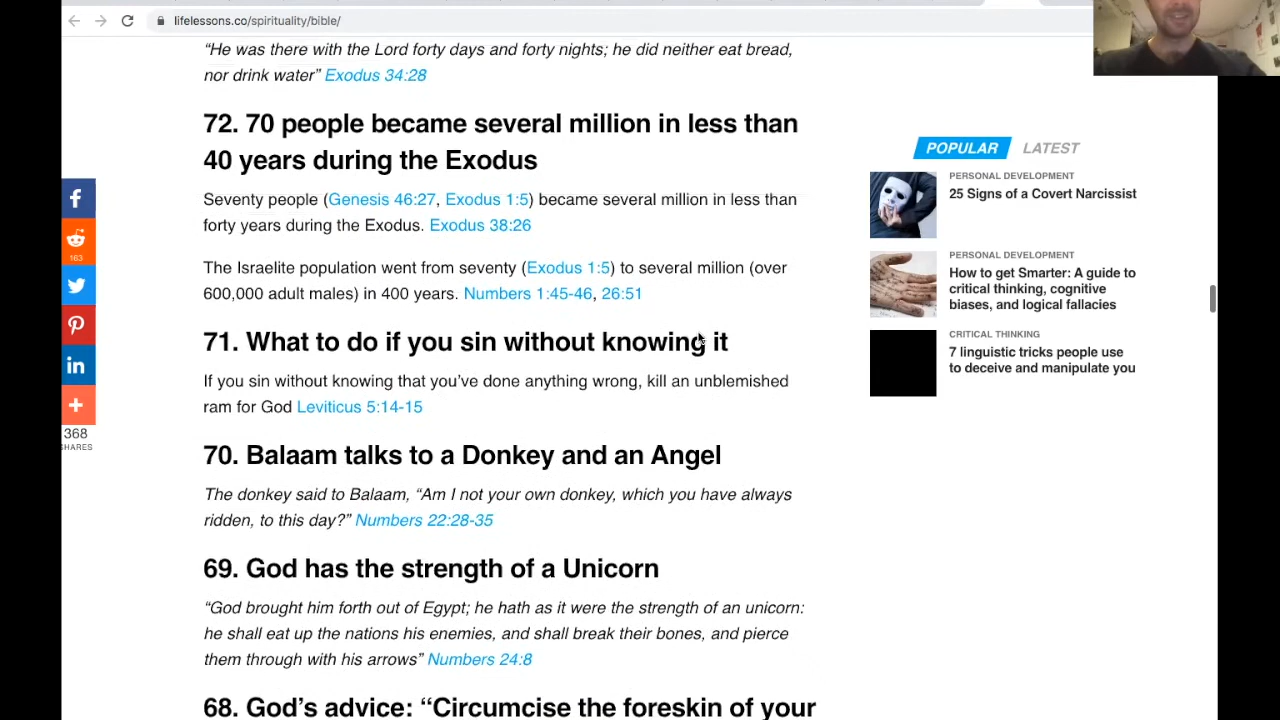 lifelessons.co/spirituality/bible/
“He was there with the Lord forty days and forty nights; he did neither eat bread,
nor drink water” Exodus 34:28
72. 70 people became several million in less than
40 years during the Exodus
Seventy people (Genesis 46:27, Exodus 1:5) became several million in less than
forty years during the Exodus. Exodus 38:26
The Israelite population went from seventy (Exodus 1:5) to several million (over
600,000 adult males) in 400 years. Numbers 1:45-46, 26:51
71. What to do if you sin without knowing it
If you sin without knowing that you’ve done anything wrong, kill an unblemished
ram for God Leviticus 5:14-15
70. Balaam talks to a Donkey and an Angel
The donkey said to Balaam, “Am I not your own donkey, which you have always
ridden, to this day?” Numbers 22:28-35
69. God has the strength of a Unicorn
“God brought him forth out of Egypt; he hath as it were the strength of an unicorn:
he shall eat up the nations his enemies, and shall break their bones, and pierce
them through with his arrows” Numbers 24:8
68. God’s advice: “Circumcise the foreskin of your
163
368
SHARES
POPULAR LATEST
PERSONAL DEVELOPMENT
25 Signs of a Covert Narcissist
PERSONAL DEVELOPMENT
How to get Smarter: A guide to
critical thinking, cognitive
biases, and logical fallacies
CRITICAL THINKING
7 linguistic tricks people use
to deceive and manipulate you